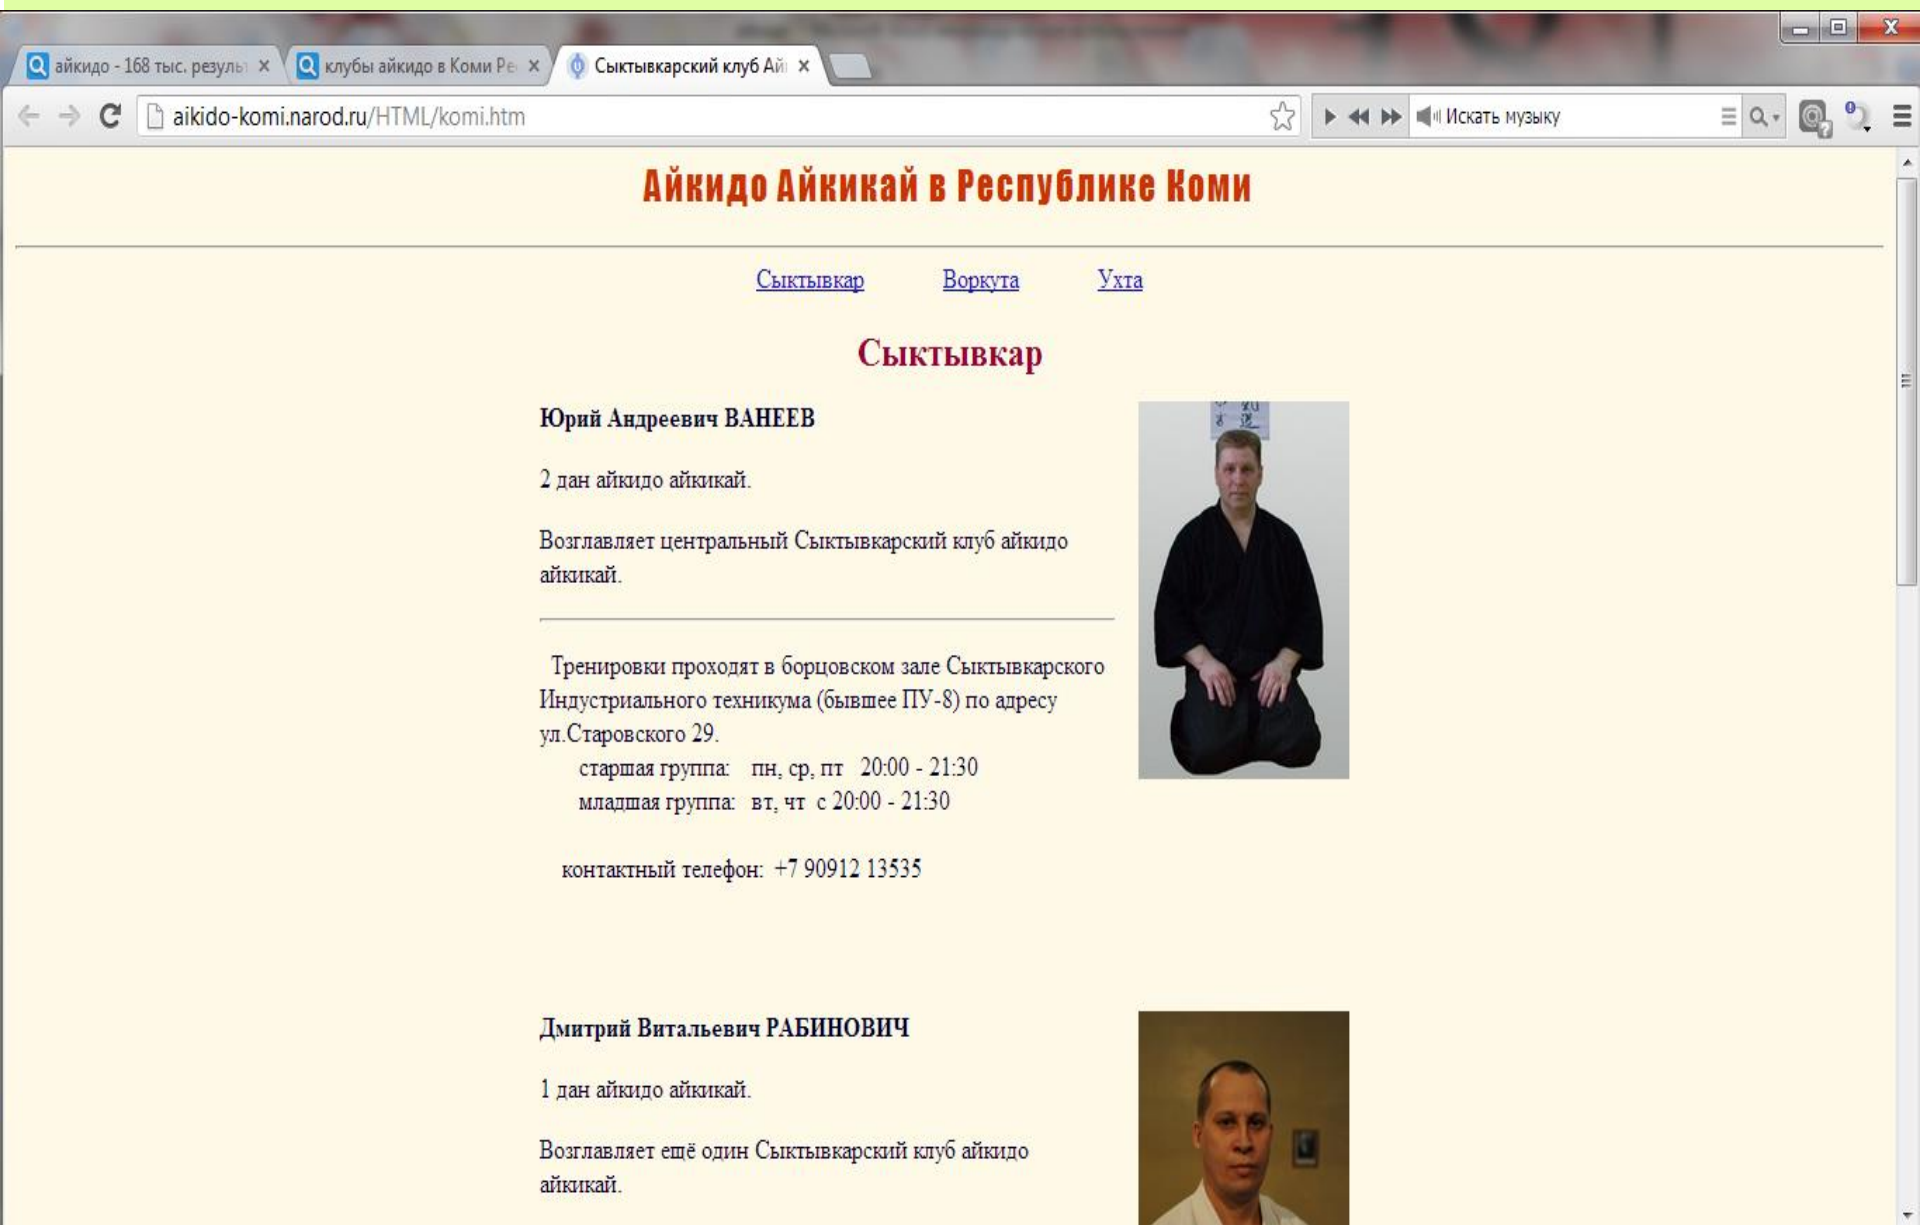 айкидо - 168 тыс. резуль
клубы айкидо в Коми Ре
Сыктывкарский клуб Ай
aikido-komi.narod.ru/HTML/komi.htm
Искать музыку
Айкидо Айкикай в Республике Коми
Сыктывкар Воркута Ухта
Сыктывкар
Юрий Андреевич ВАНЕЕВ
2 дан айкидо айкикай.
Возглавляет центральный Сыктывкарский клуб айкидо
айкикай.
Тренировки проходят в борцовском зале Сыктывкарского
Индустриального техникума (бывшее ПУ-8) по адресу
ул.Старовского 29.
старшая группа: пн, ср, пт 20:00 - 21:30
младшая группа: вт, чт с 20:00 - 21:30
контактный телефон: +7 90912 13535
Дмитрий Витальевич РАБИНОВИЧ
1 дан айкидо айкикай.
Возглавляет ещё один Сыктывкарский клуб айкидо
айкикай.